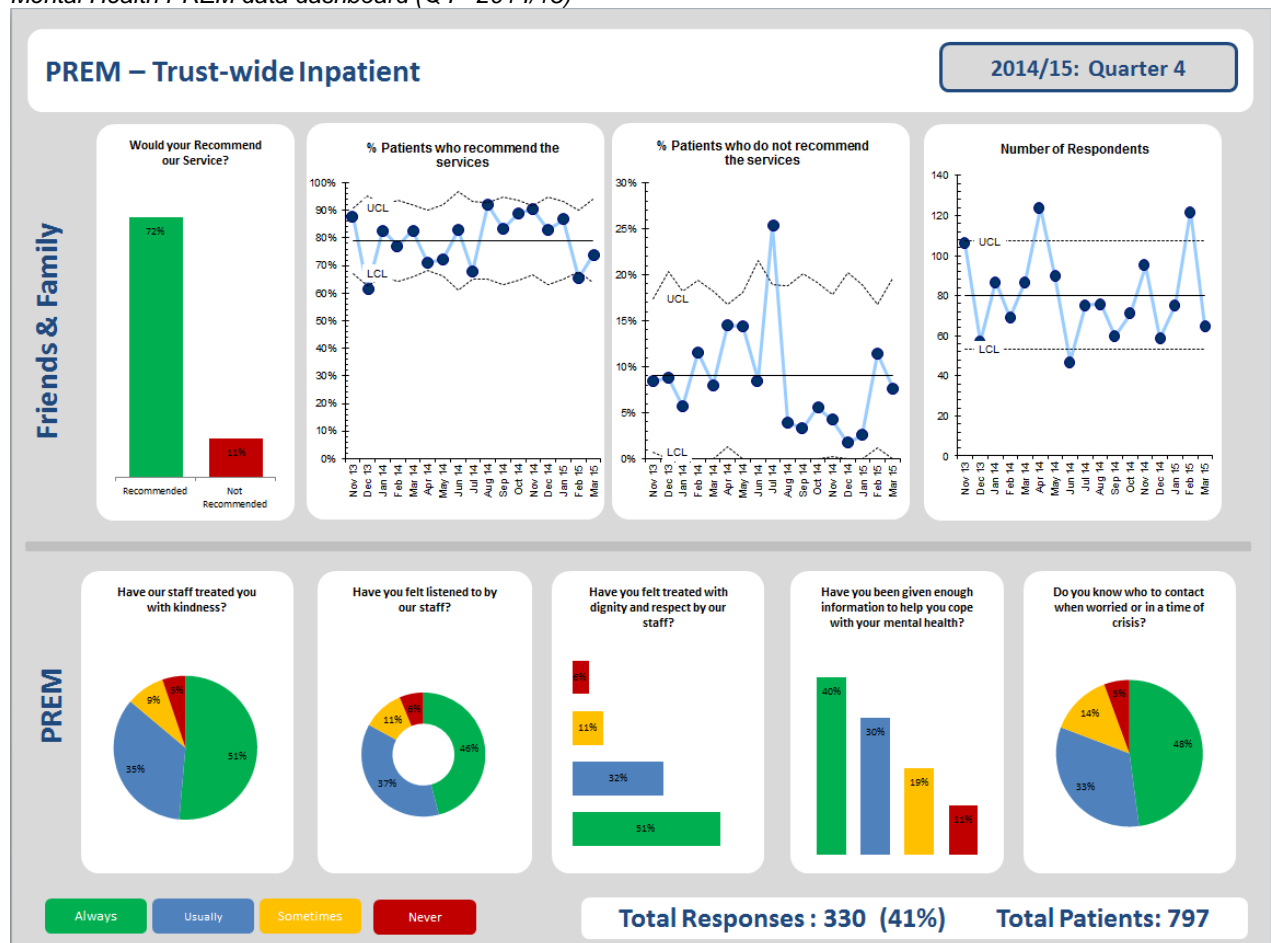 Mental Health PREM data dashboard (Q4 - 2014/15)
PREM – Trust-wide Inpatient
2014/15: Quarter 4
Friends & Family
Would your Recommend
our Service?
72%
11%
Recommended
Not
Recommended
% Patients who recommend the
services
100%
90%
80%
70%
60%
50%
40%
30%
20%
10%
0%
UCL
LCL
Nov 13
Dec 13
Jan 14
Feb 14
Mar 14
Apr 14
May 14
Jun 14
Jul 14
Aug 14
Sep 14
Oct 14
Nov 14
Dec 14
Jan 15
Feb 15
Mar 15
% Patients who do not recommend
the services
30%
25%
20%
15%
10%
5%
0%
UCL
LCL
Nov 13
Dec 13
Jan 14
Feb 14
Mar 14
Apr 14
May 14
Jun 14
Jul 14
Aug 14
Sep 14
Oct 14
Nov 14
Dec 14
Jan 15
Feb 15
Mar 15
Number of Respondents
140
120
100
80
60
40
20
0
UCL
LCL
Nov 13
Dec 13
Jan 14
Feb 14
Mar 14
Apr 14
May 14
Jun 14
Jul 14
Aug 14
Sep 14
Oct 14
Nov 14
Dec 14
Jan 15
Feb 15
Mar 15
PREM
Have our staff treated you
with kindness?
5%
9%
35%
51%
Have you felt listened to by
our staff?
6%
11%
46%
37%
Have you felt treated with
dignity and respect by our
staff?
6%
11%
32%
51%
Have you been given enough
information to help you cope
with your mental health?
40%
30%
19%
11%
Do you know who to contact
when worried or in a time of
crisis?
5%
14%
48%
33%
Always
Usually
Sometimes
Never
Total Responses : 330 (41%) Total Patients: 797